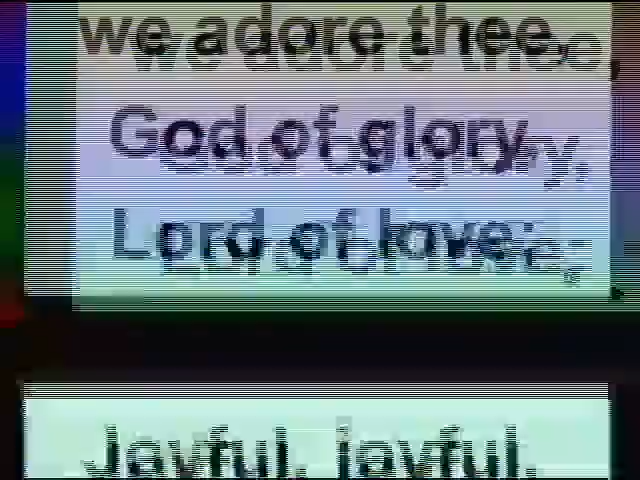 we adore thee,
God of glory,
Lord of love;
Joyful, joyful,